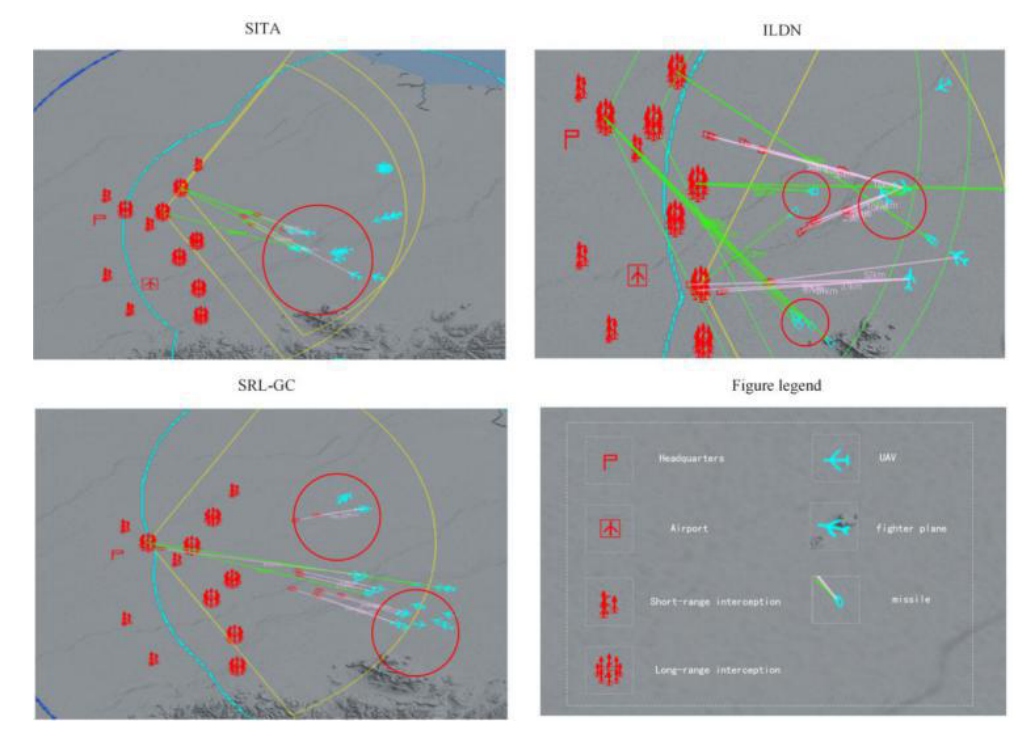 SITA
ILDN
SRL-GC
Figure legend
Headquarters
UAV
Airport
fighter plane
Short-range interception
missile
Long-range interception